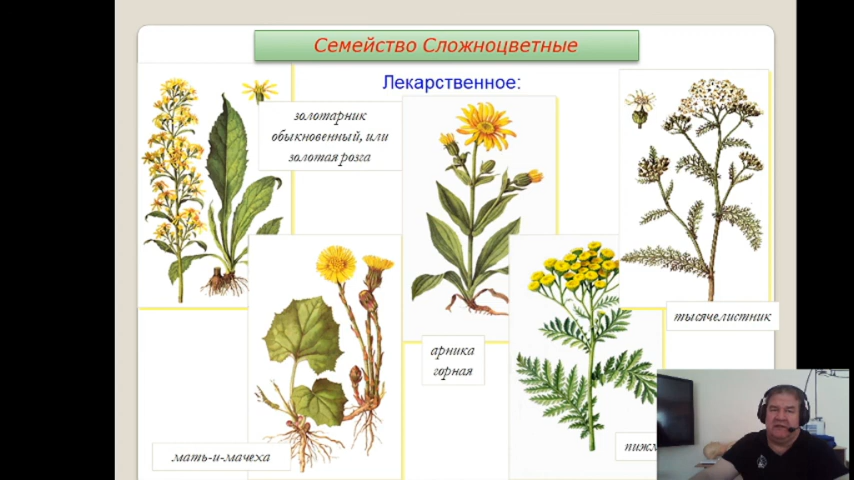 Семейство Сложноцветные
Лекарственное:
золотарник
обыкновенный, или
золотая розга
тысячелистник
арника
горная
мать-и-мачеха